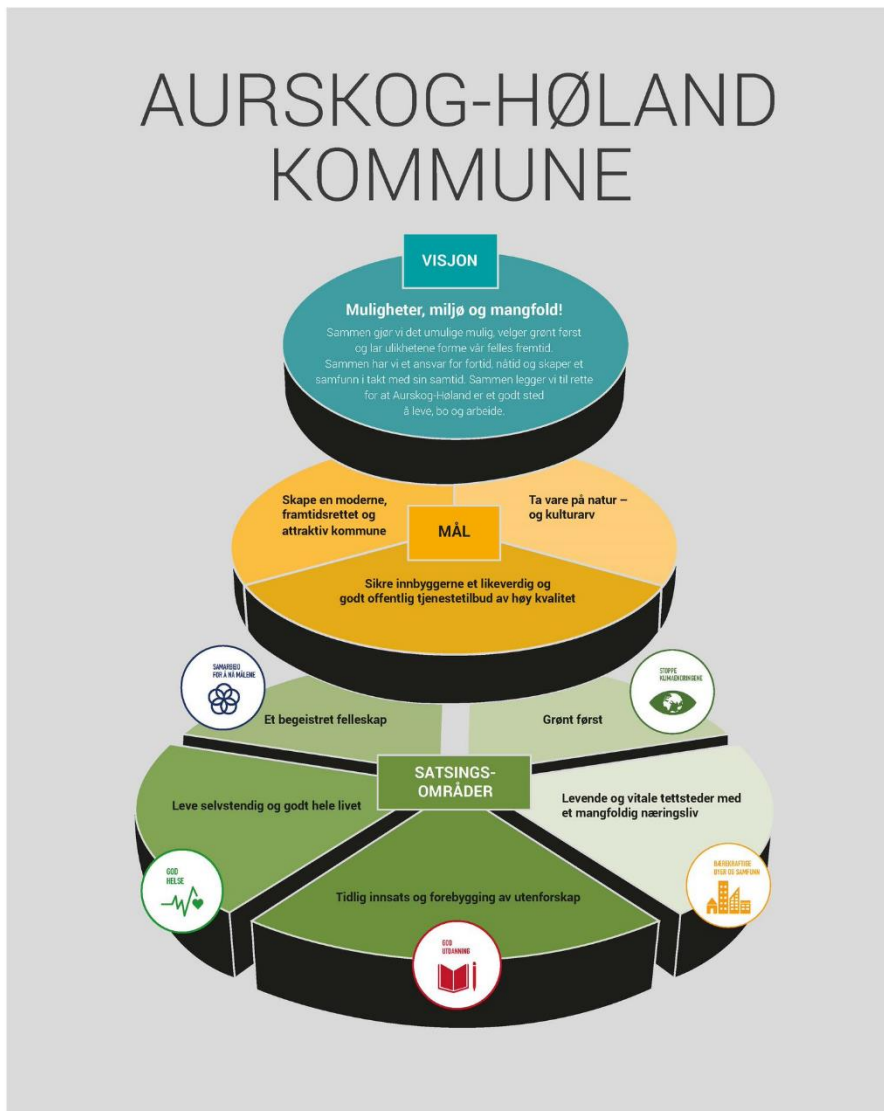 AURSKOG-HØLAND
KOMMUNE
VISJON
Muligheter, miljø og mangfold!
Sammen gjør vi det umulige mulig, velger grønt først
og lar ulikhetene forme vår felles fremtid.
Sammen har vi et ansvar for fortid, nåtid og skaper et
samfunn i takt med sin samtid. Sammen legger vi til rette
for at Aurskog-Høland er et godt sted
å leve, bo og arbeide.
Skape en moderne,
framtidsrettet og
attraktiv kommune
Ta vare på natur –
og kulturarv
MÅL
Sikre innbyggerne et likeverdig og
godt offentlig tjenestetilbud av høy kvalitet
SAMARBEID
FOR Å NÅ MÅLENE
STOPPE
KLIMAENDRINGENE
Et begeistret felleskap
Grønt først
SATSINGS-
OMRÅDER
Leve selvstendig og godt hele livet
Levende og vitale tettsteder med
et mangfoldig næringsliv
GOD
HELSE
BÆREKRAFTIGE
BYER OG SAMFUNN
Tidlig innsats og forebygging av utenforskap
GOD
UTDANNING